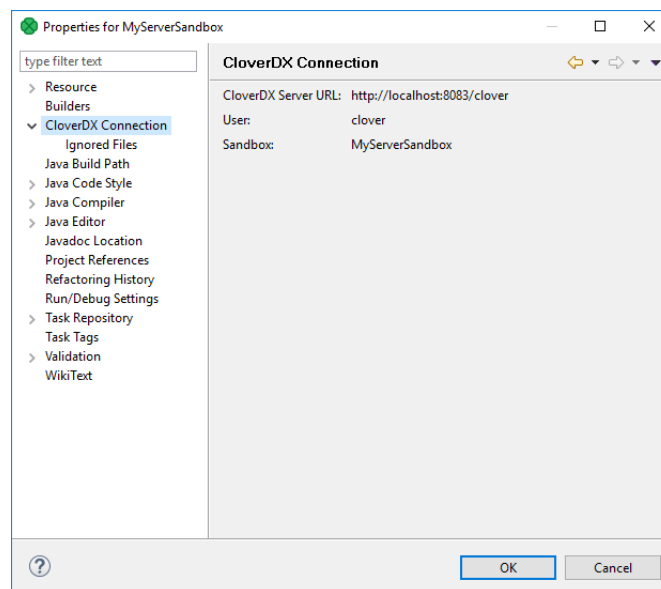 Properties for MyServerSandbox
type filter text
CloverDX Connection
Resource
Builders
CloverDX Connection
Ignored Files
Java Build Path
Java Code Style
Java Compiler
Java Editor
Javadoc Location
Project References
Refactoring History
Run/Debug Settings
Task Repository
Task Tags
Validation
WikiText
CloverDX Server URL: http://localhost:8083/clover
User: clover
Sandbox: MyServerSandbox
OK Cancel